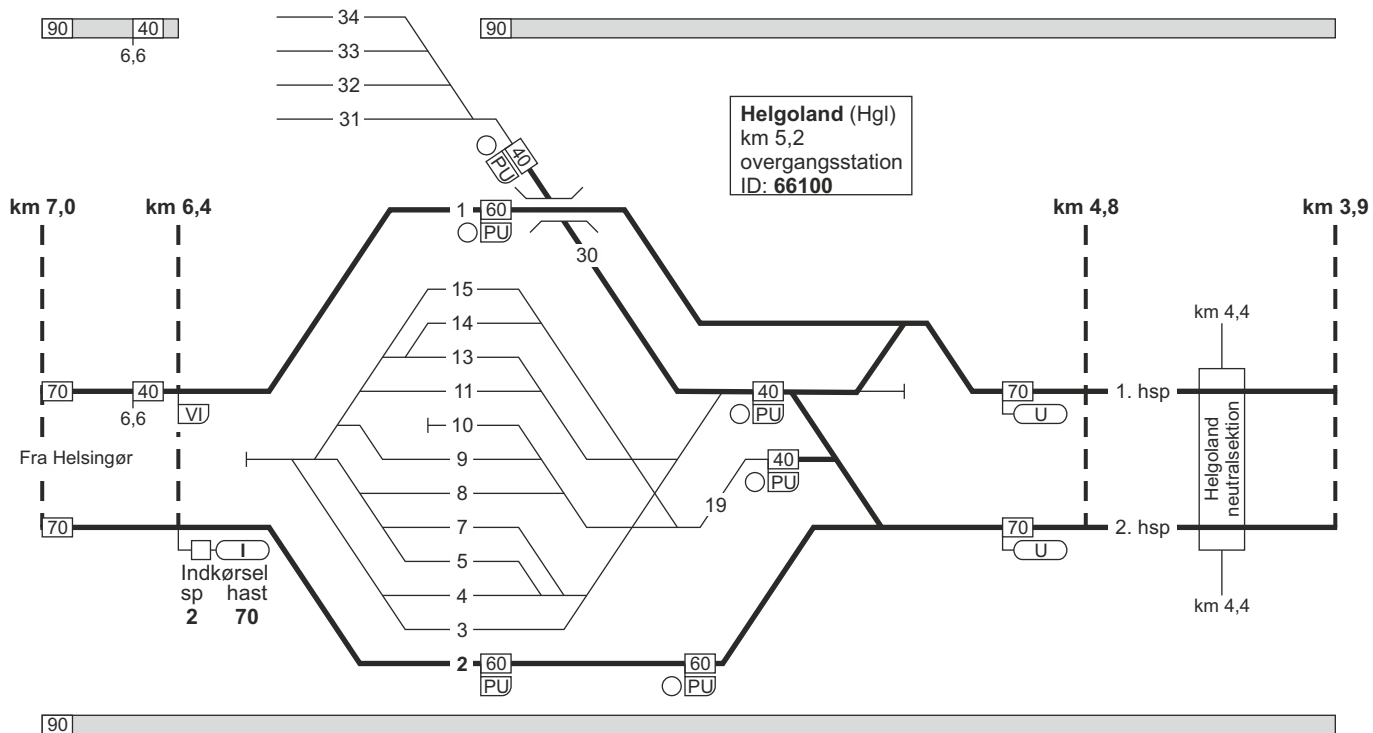 34
90
40
90
6,6
33
32
31
40
PU
Helgoland (Hgl)
km 5,2
overgangsstation
ID: 66100
km 7,0
km 6,4
1
60
PU
km 4,8
km 3,9
30
15
14
13
11
10
9
8
7
5
4
3
km 4,4
70
40
6,6
VI
40
PU
70
U
1. hsp
Helgoland
neutralsektion
Fra Helsingør
40
PU
19
70
I
Indkørsel
sp hast
2 70
70
U
2. hsp
km 4,4
2
60
PU
60
PU
90